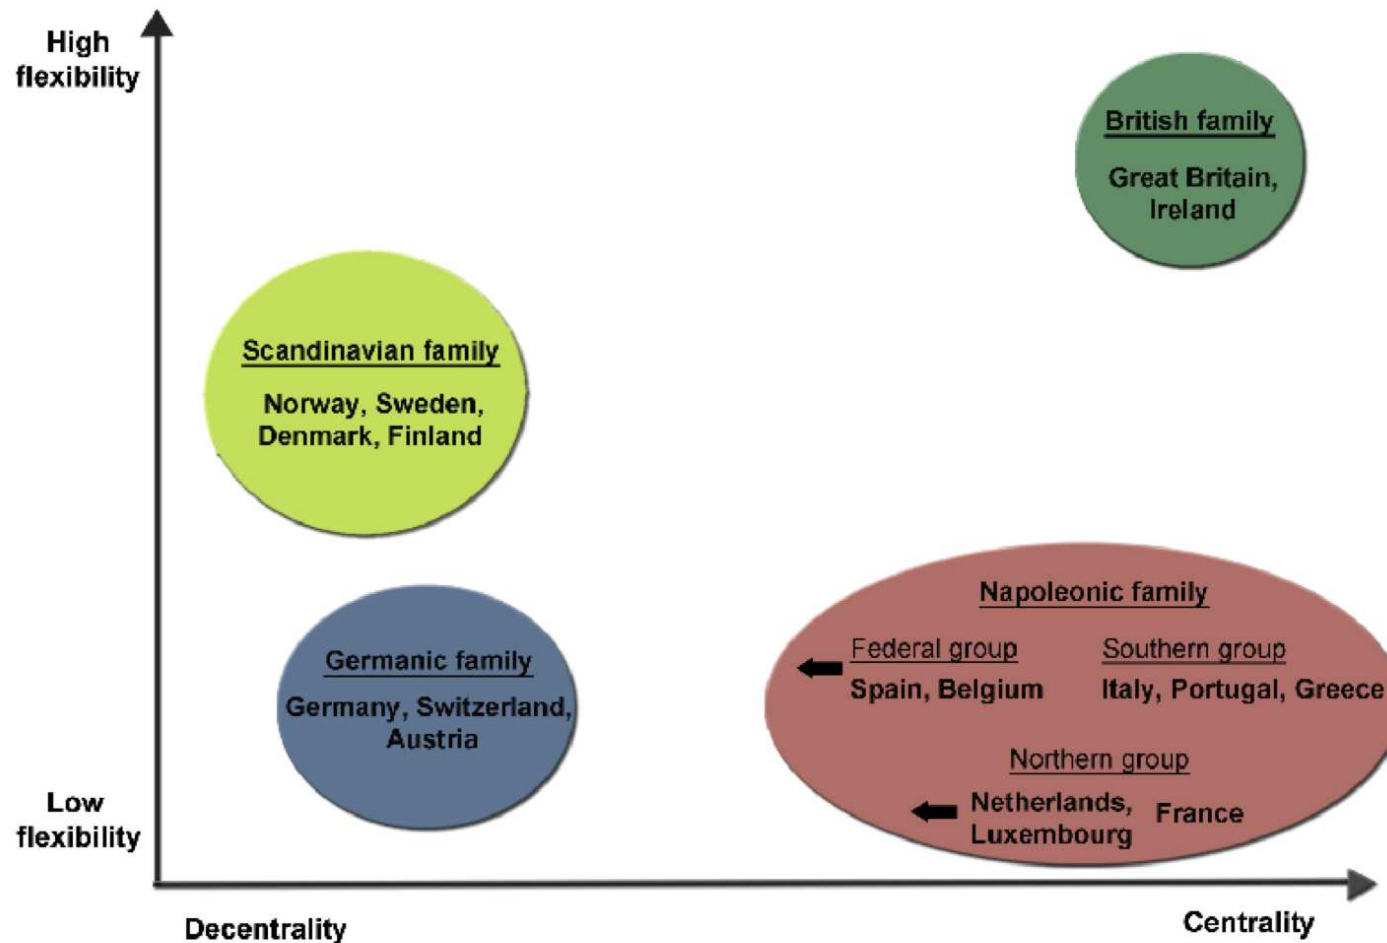 High
flexibility
British family
Great Britain,
Ireland
Scandinavian family
Norway, Sweden,
Denmark, Finland
Napoleonic family
Federal group
Spain, Belgium
Southern group
Italy, Portugal, Greece
Germanic family
Germany, Switzerland,
Austria
Northern group
Netherlands,
Luxembourg
France
Low
flexibility
Decentrality
Centrality